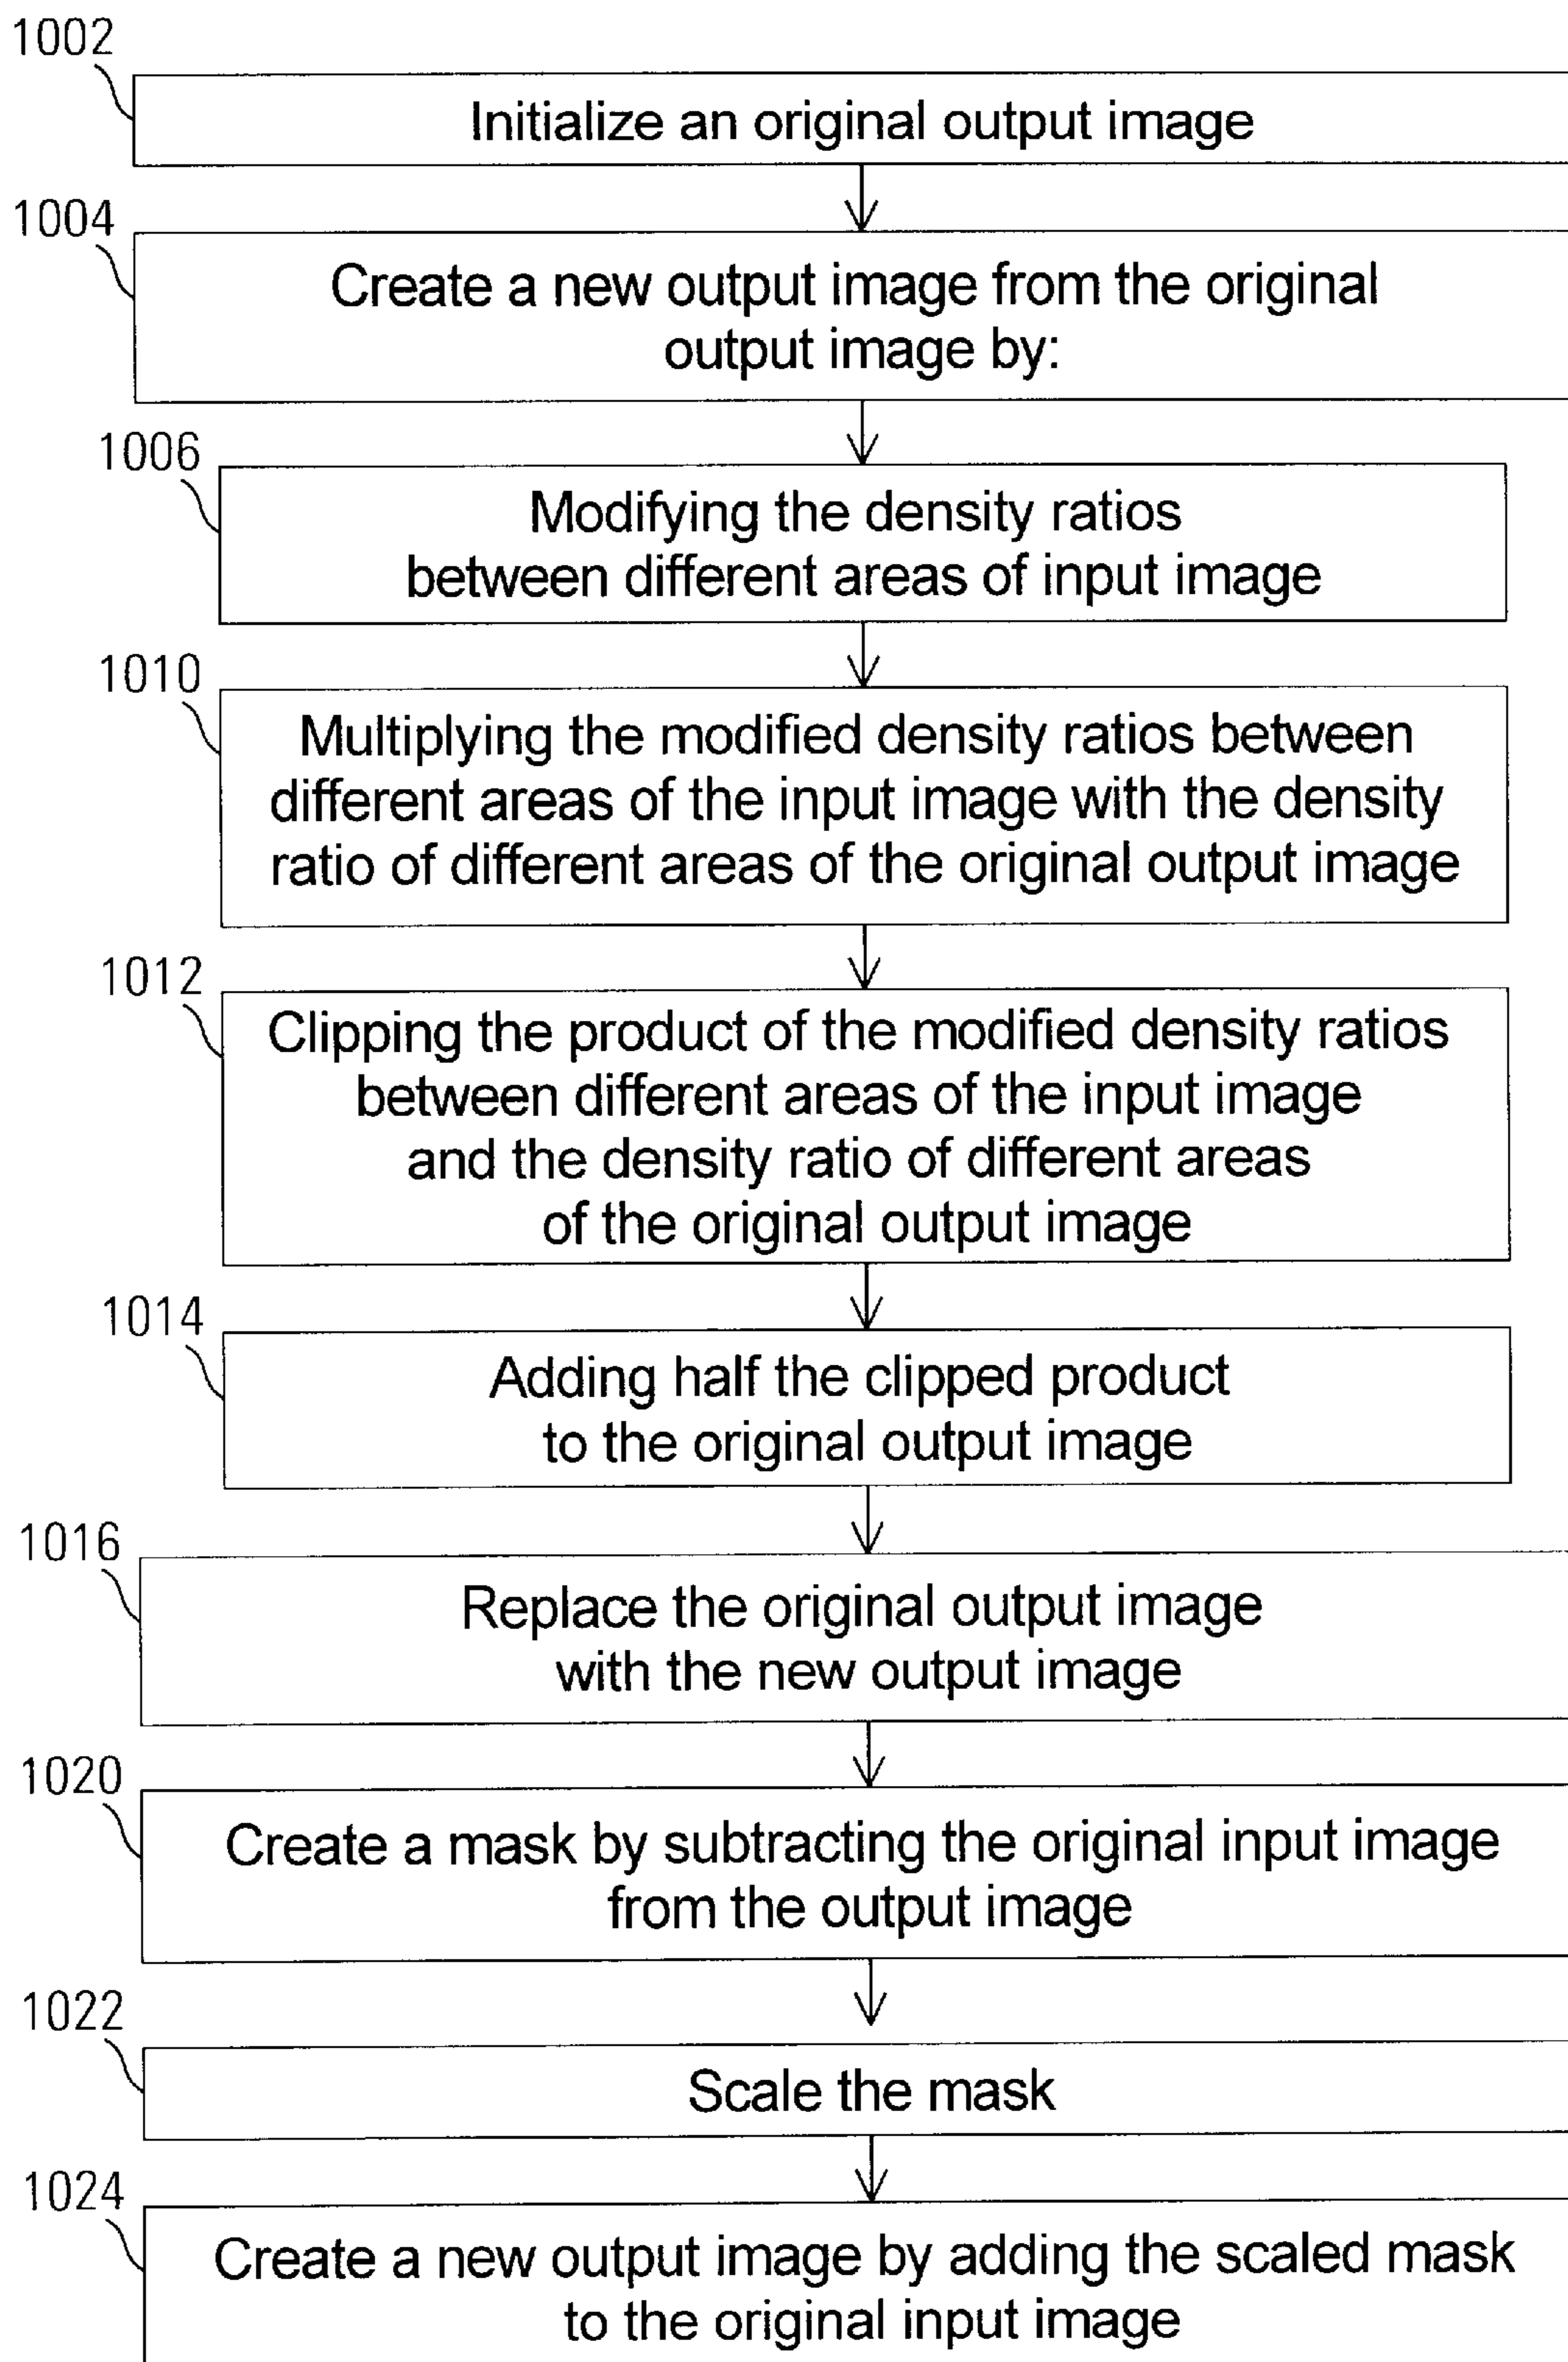 1002
Initialize an original output image
1004
Create a new output image from the original
output image by:
1006
Modifying the density ratios
between different areas of input image
1010
Multiplying the modified density ratios between
different areas of the input image with the density
ratio of different areas of the original output image
1012
Clipping the product of the modified density ratios
between different areas of the input image
and the density ratio of different areas
of the original output image
1014
Adding half the clipped product
to the original output image
1016
Replace the original output image
with the new output image
1020
Create a mask by subtracting the original input image
from the output image
1022
Scale the mask
1024
Create a new output image by adding the scaled mask
to the original input image